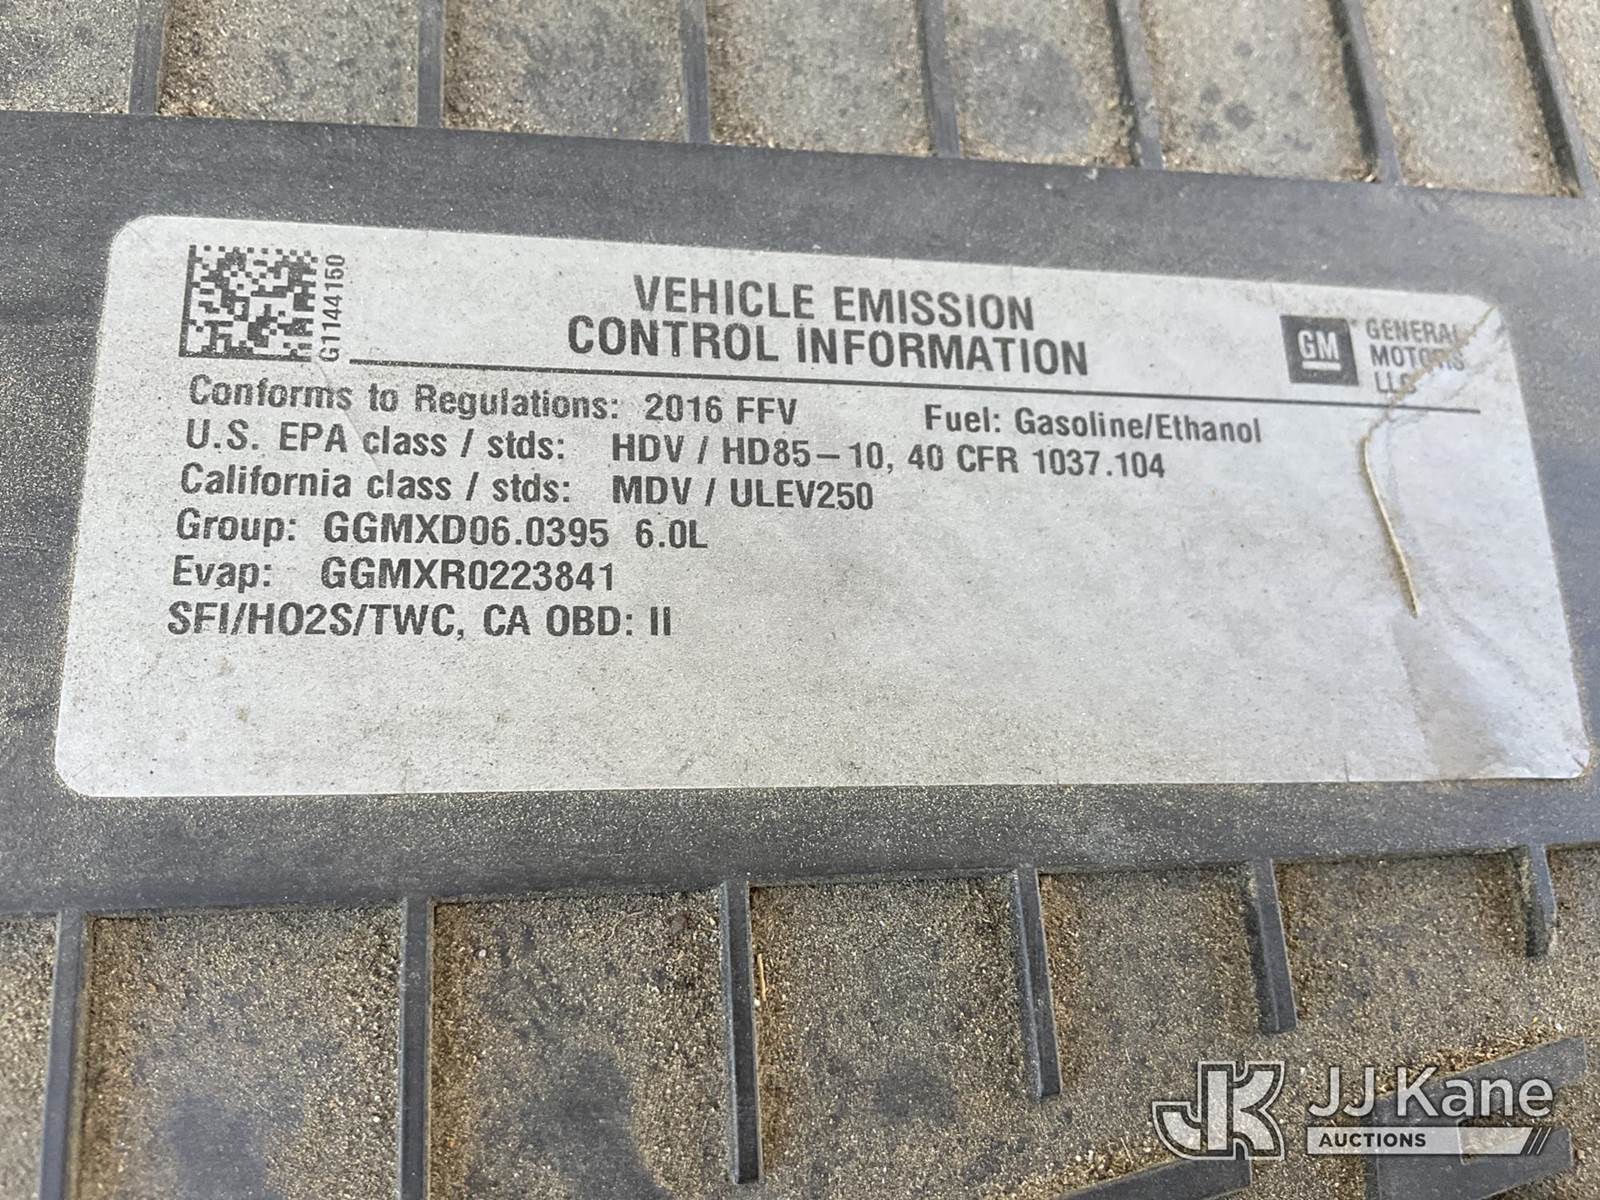 G1144150
VEHICLE EMISSION
CONTROL INFORMATION
GM
GENERAL
MOTORS
LLC
Conforms to Regulations: 2016 FFV Fuel: Gasoline/Ethanol
U.S. EPA class / stds: HDV / HD85-10, 40 CFR 1037.104
California class / stds: MDV / ULEV250
Group: GGMXD06.0395 6.0L
Evap: GGMXR0223841
SFI/HO2S/TWC, CA OBD: II
JK JJ Kane
AUCTIONS